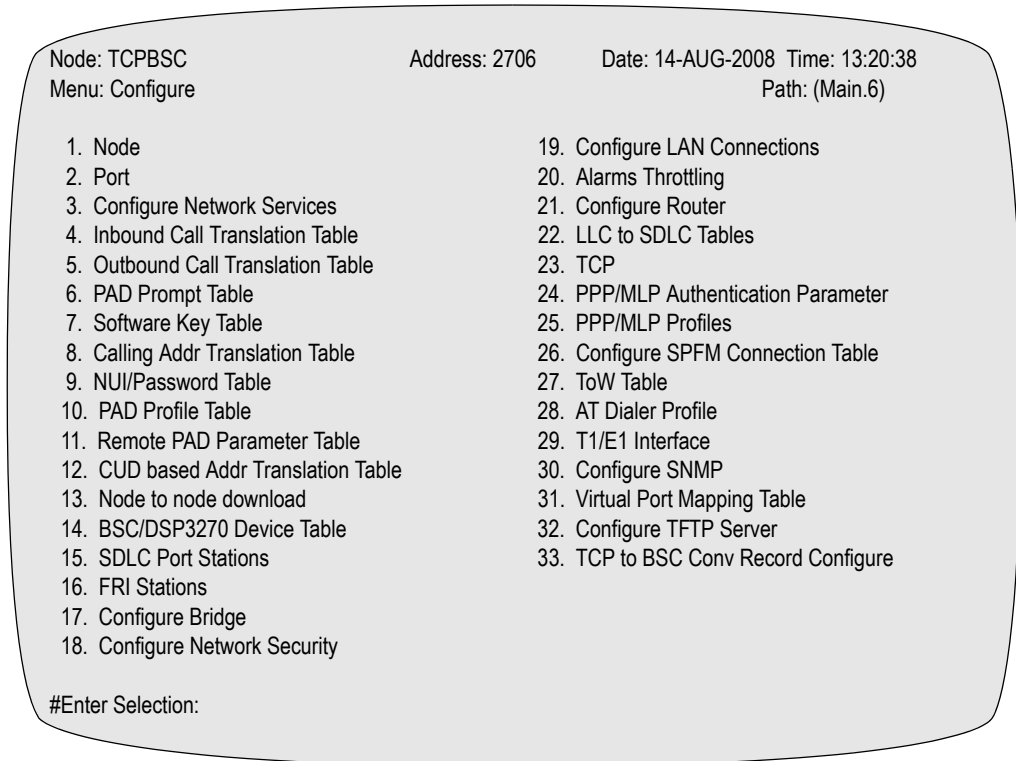 Node: TCPBSC Address: 2706 Date: 14-AUG-2008 Time: 13:20:38
Menu: Configure Path: (Main.6)
1. Node
2. Port
3. Configure Network Services
4. Inbound Call Translation Table
5. Outbound Call Translation Table
6. PAD Prompt Table
7. Software Key Table
8. Calling Addr Translation Table
9. NUI/Password Table
10. PAD Profile Table
11. Remote PAD Parameter Table
12. CUD based Addr Translation Table
13. Node to node download
14. BSC/DSP3270 Device Table
15. SDLC Port Stations
16. FRI Stations
17. Configure Bridge
18. Configure Network Security
19. Configure LAN Connections
20. Alarms Throttling
21. Configure Router
22. LLC to SDLC Tables
23. TCP
24. PPP/MLP Authentication Parameter
25. PPP/MLP Profiles
26. Configure SPFM Connection Table
27. ToW Table
28. AT Dialer Profile
29. T1/E1 Interface
30. Configure SNMP
31. Virtual Port Mapping Table
32. Configure TFTP Server
33. TCP to BSC Conv Record Configure
#Enter Selection: